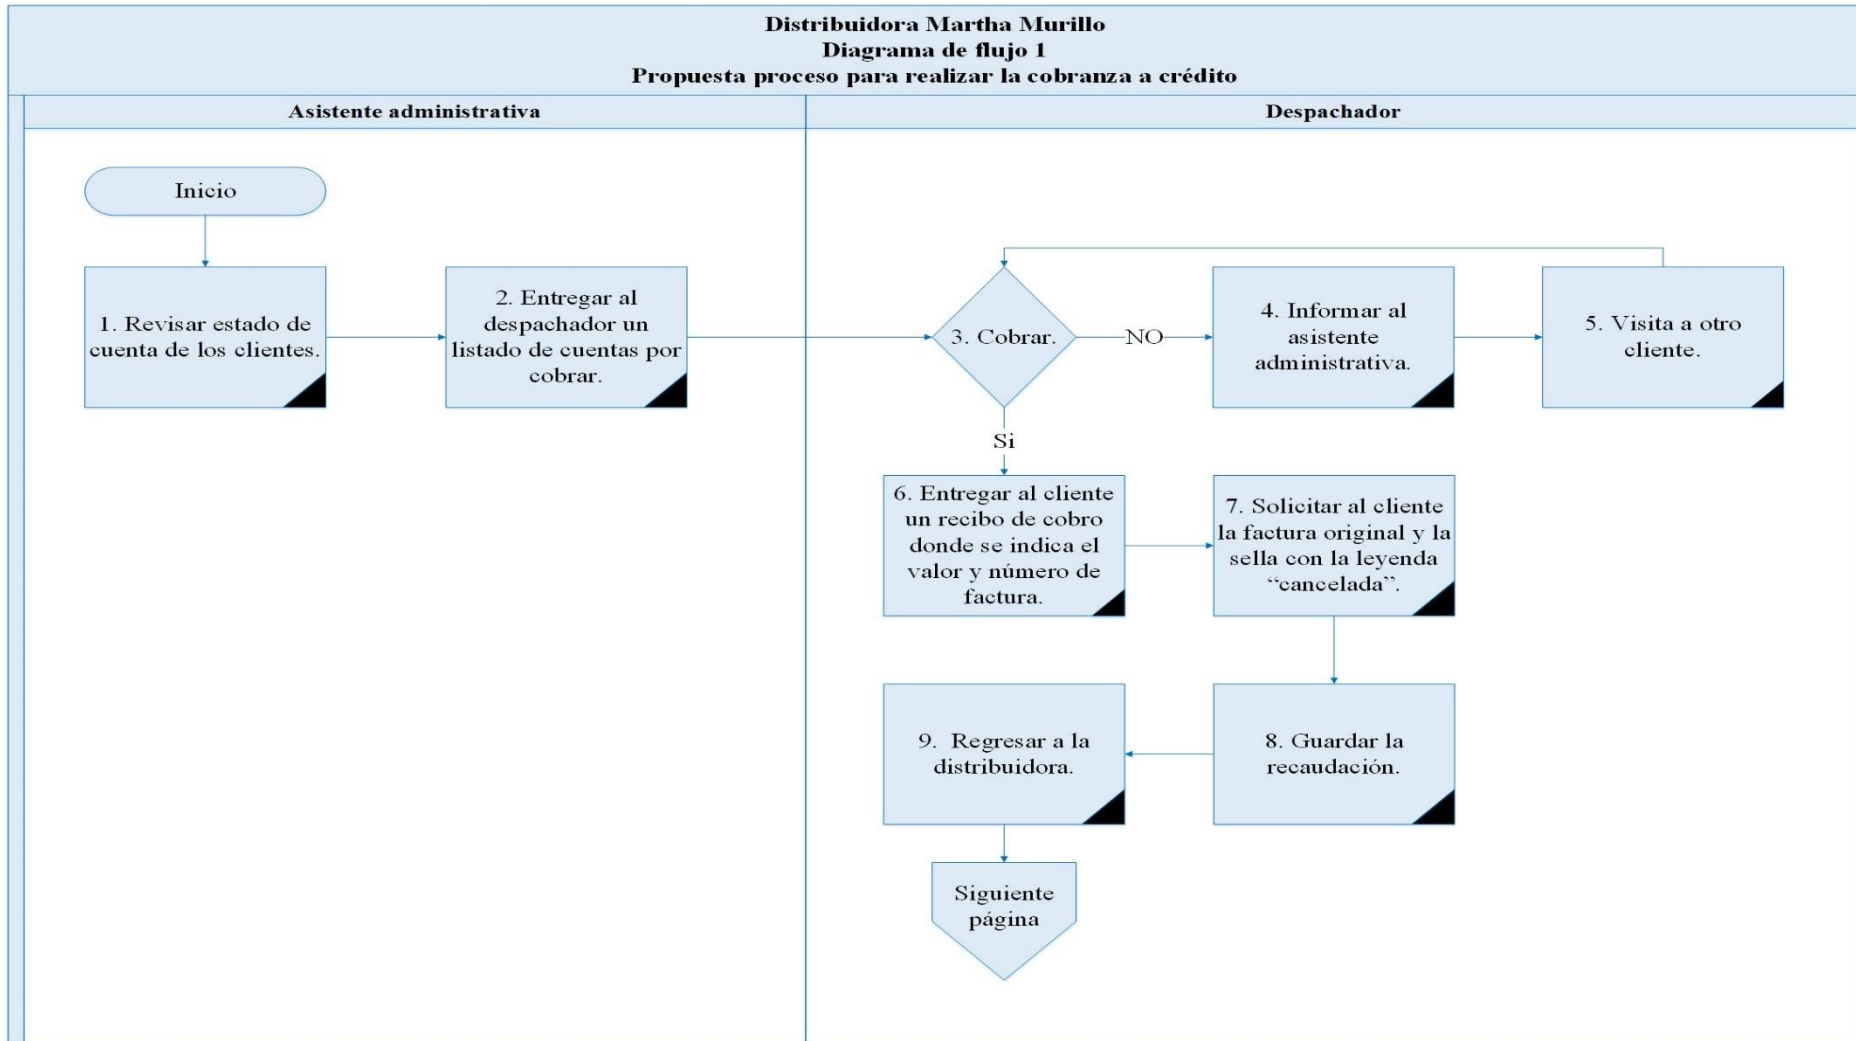 Distribuidora Martha Murillo
Diagrama de flujo 1
Propuesta proceso para realizar la cobranza a crédito
Asistente administrativa
Despachador
Inicio
1. Revisar estado de
cuenta de los clientes.
2. Entregar al
despachador un
listado de cuentas por
cobrar.
3. Cobrar.
NO
4. Informar al
asistente
administrativa.
5. Visita a otro
cliente.
Si
6. Entregar al cliente
un recibo de cobro
donde se indica el
valor y número de
factura.
7. Solicitar al cliente
la factura original y la
sella con la leyenda
“cancelada”.
8. Guardar la
recaudación.
9. Regresar a la
distribuidora.
Siguiente
página